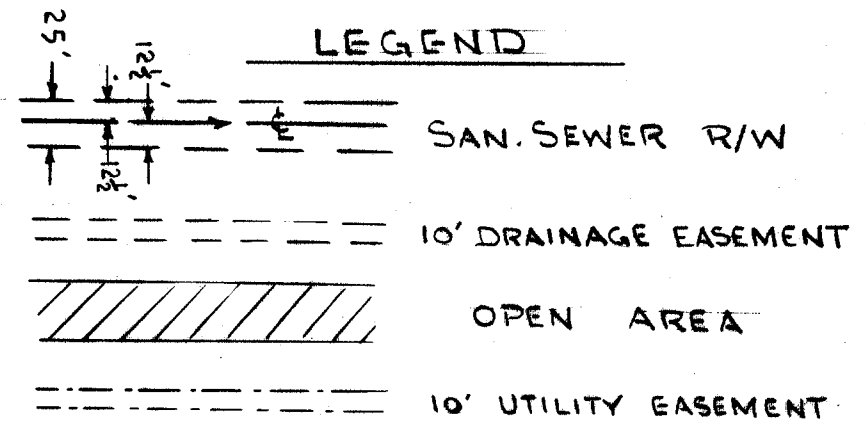 LEGEND
25'
12½'
12½'
SAN. SEWER R/W
10' DRAINAGE EASEMENT
OPEN AREA
10' UTILITY EASEMENT